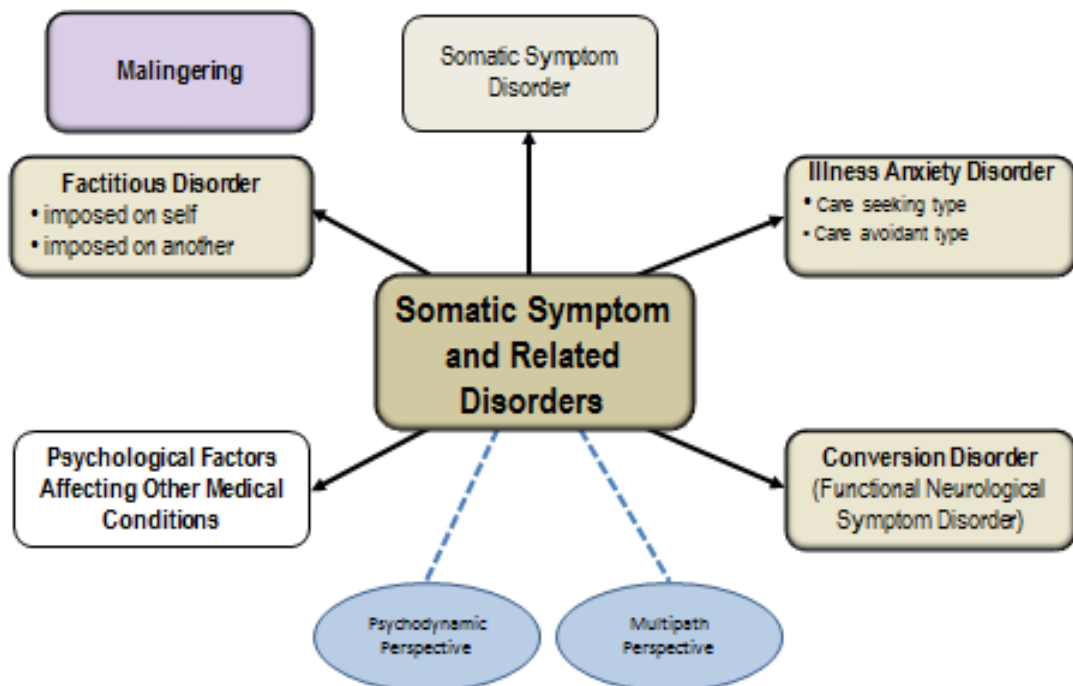 Malingering
Somatic Symptom
Disorder
Factitious Disorder
• imposed on self
• imposed on another
Illness Anxiety Disorder
• Care seeking type
• Care avoidant type
Somatic Symptom
and Related
Disorders
Psychological Factors
Affecting Other Medical
Conditions
Conversion Disorder
(Functional Neurological
Symptom Disorder)
Psychodynamic
Perspective
Multipath
Perspective